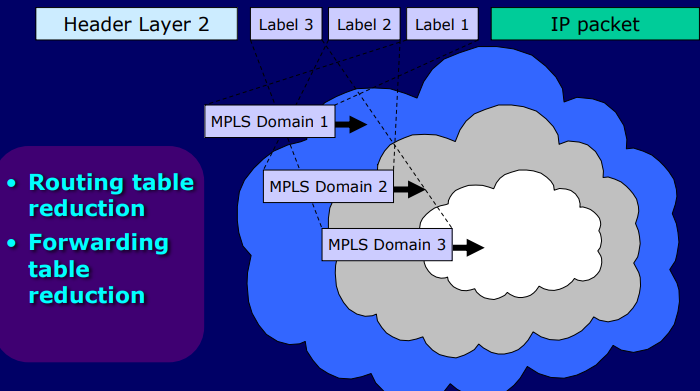 Header Layer 2
Label 3
Label 2
Label 1
IP packet
MPLS Domain 1
MPLS Domain 2
MPLS Domain 3
• Routing table
reduction
• Forwarding
table
reduction